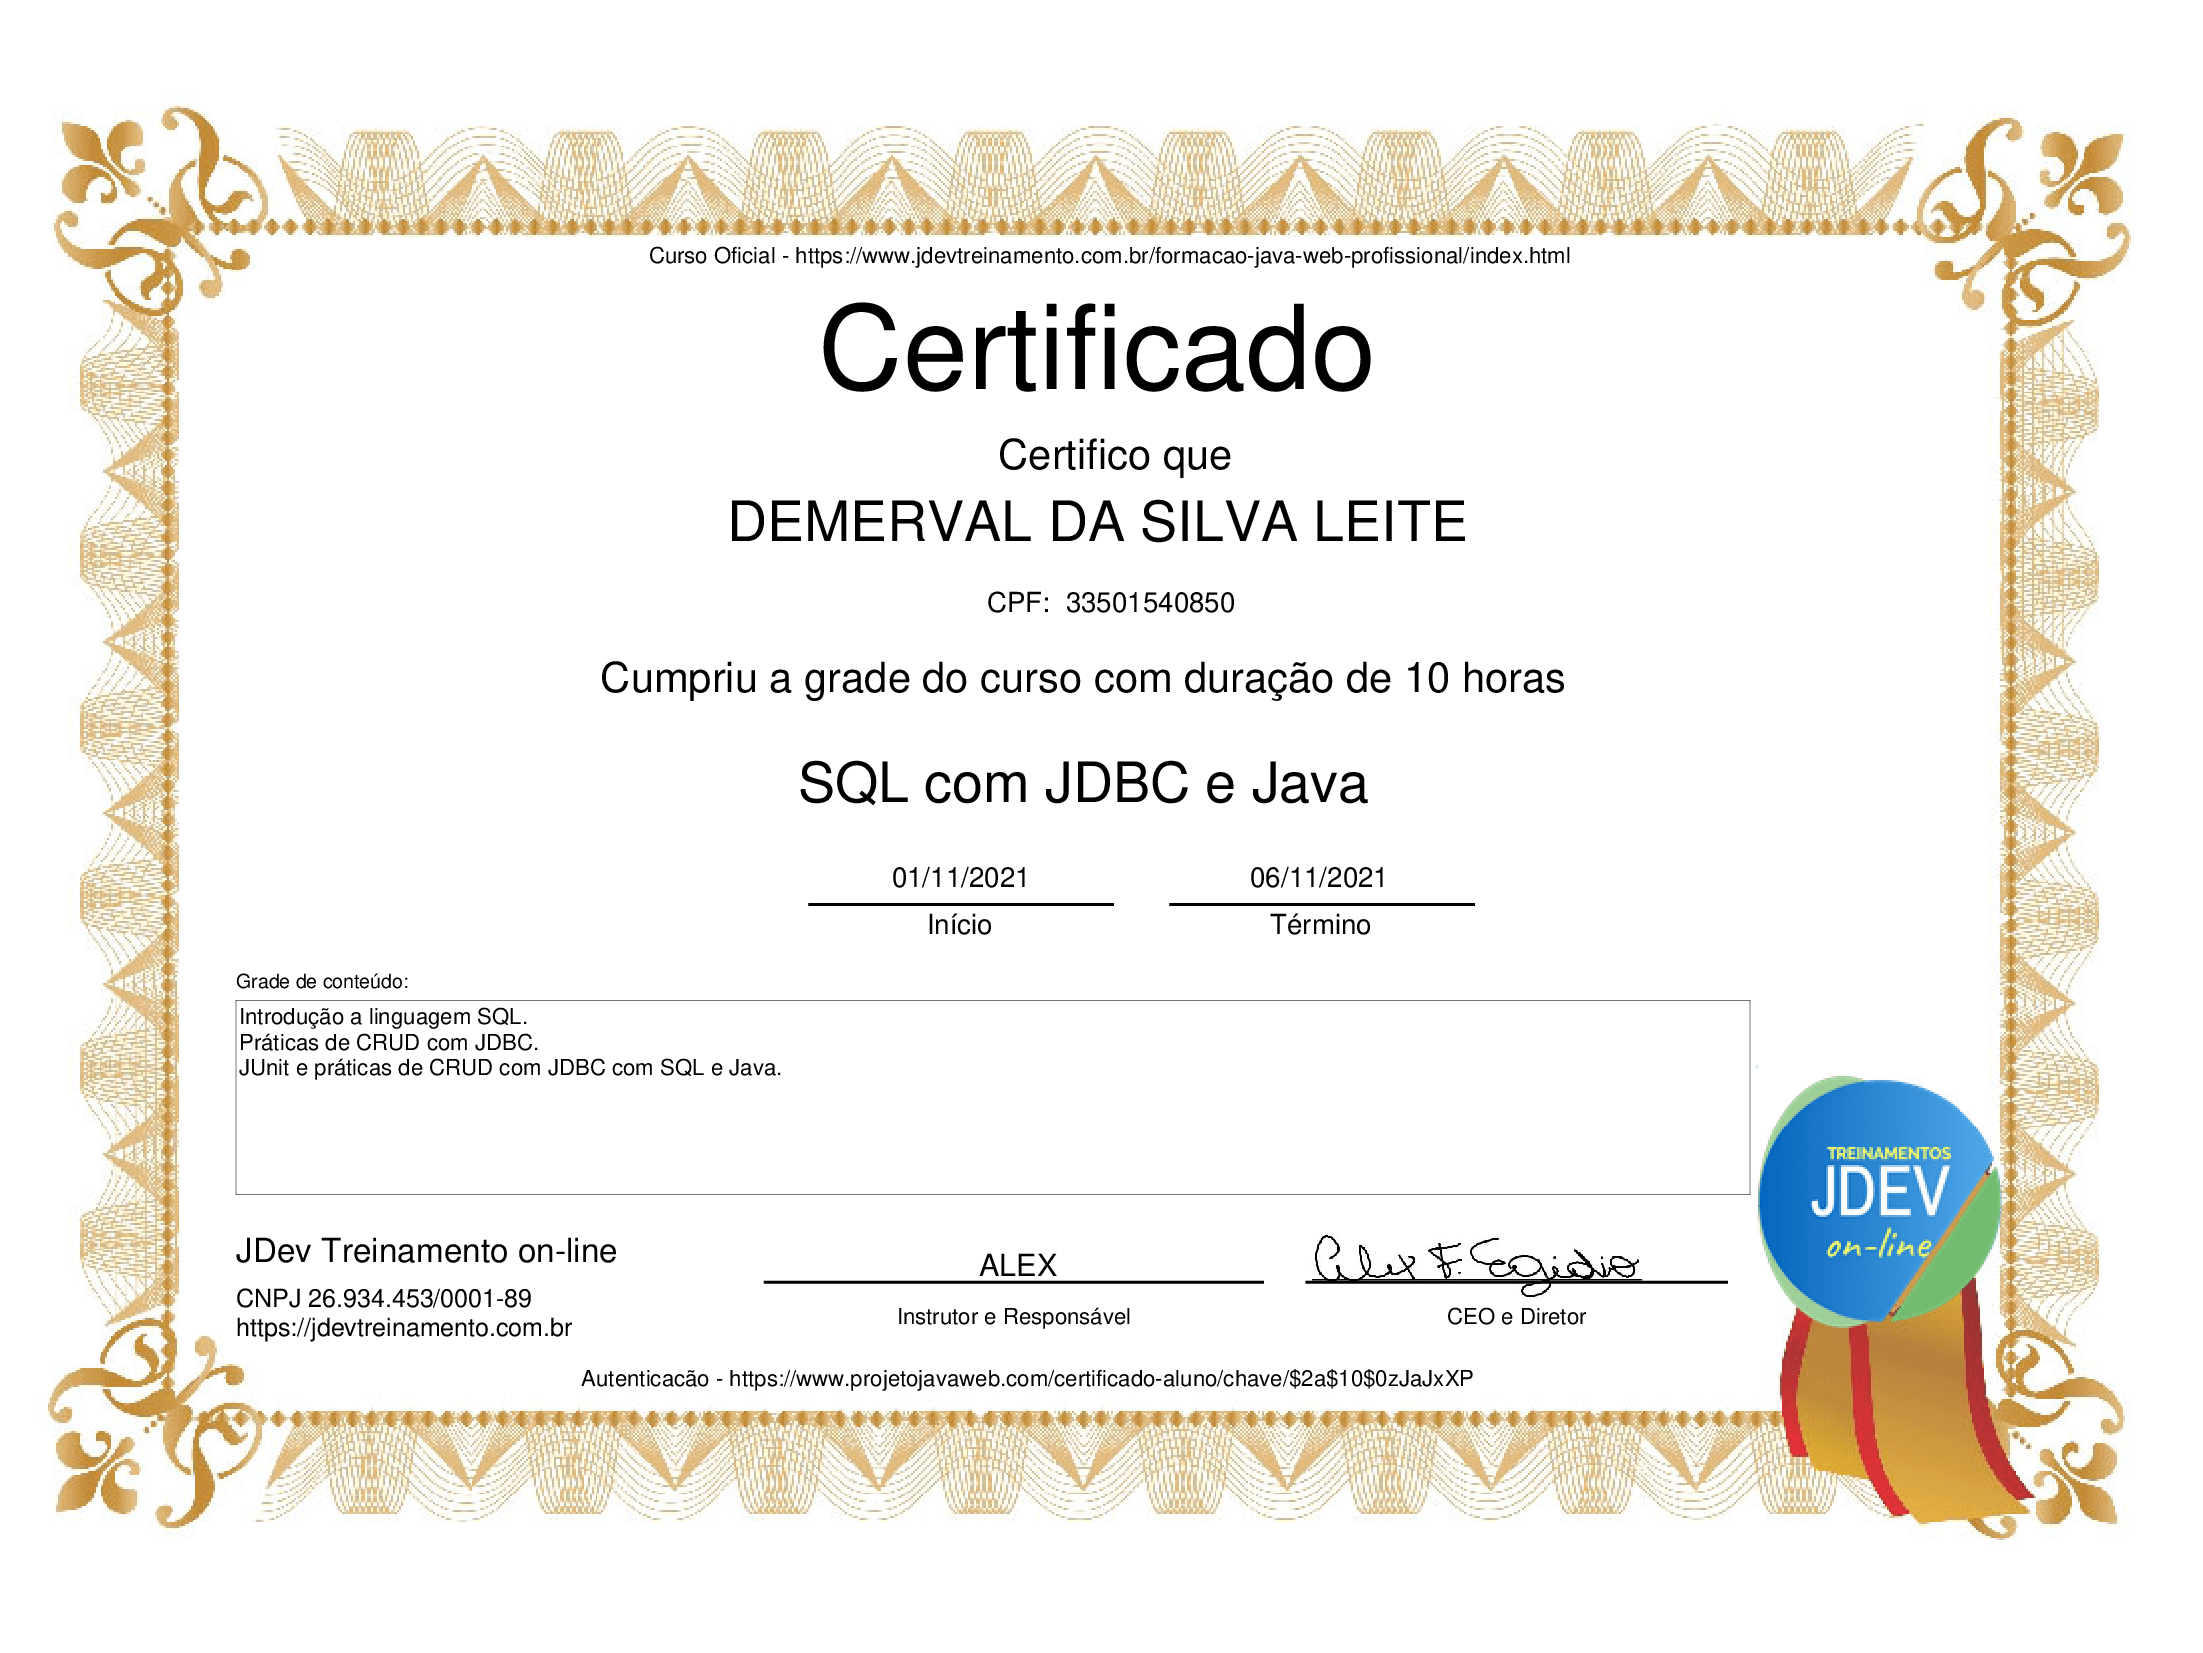 Curso Oficial - https://www.jdevtreinamento.com.br/formacao-java-web-profissional/index.html
Certificado
Certifico que
DEMERVAL DA SILVA LEITE
CPF: 33501540850
Cumpriu a grade do curso com duração de 10 horas
SQL com JDBC e Java
01/11/2021 06/11/2021
Início Término
Grade de conteúdo:
Introdução a linguagem SQL.
Práticas de CRUD com JDBC.
JUnit e práticas de CRUD com JDBC com SQL e Java.
TREINAMENTOS
JDEV
on-line
JDev Treinamento on-line
ALEX
Alex F. Egidio
CNPJ 26.934.453/0001-89
Instrutor e Responsável
CEO e Diretor
https://jdevtreinamento.com.br
Autenticacão - https://www.projetojavaweb.com/certificado-aluno/chave/$2a$10$0zJaJxXP